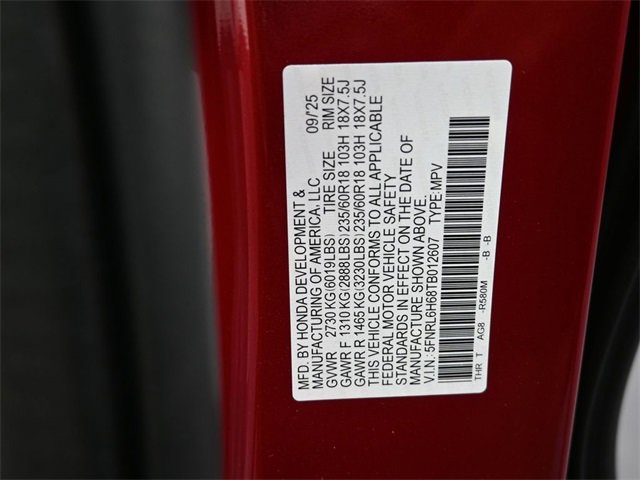 MFD. BY HONDA DEVELOPMENT & 09/25
MANUFACTURING OF AMERICA, LLC
GVWR 2730 KG(6019LBS) TIRE SIZE RIM SIZE
GAWR F 1310 KG(2888LBS) 235/60R18 103H 18X7.5J
GAWR R 1465 KG(3230LBS) 235/60R18 103H 18X7.5J
THIS VEHICLE CONFORMS TO ALL APPLICABLE
FEDERAL MOTOR VEHICLE SAFETY
STANDARDS IN EFFECT ON THE DATE OF
MANUFACTURE SHOWN ABOVE.
V.I.N.: 5FNRL6H68TB012607 TYPE:MPV
THR T AG8 -R580M -B -B